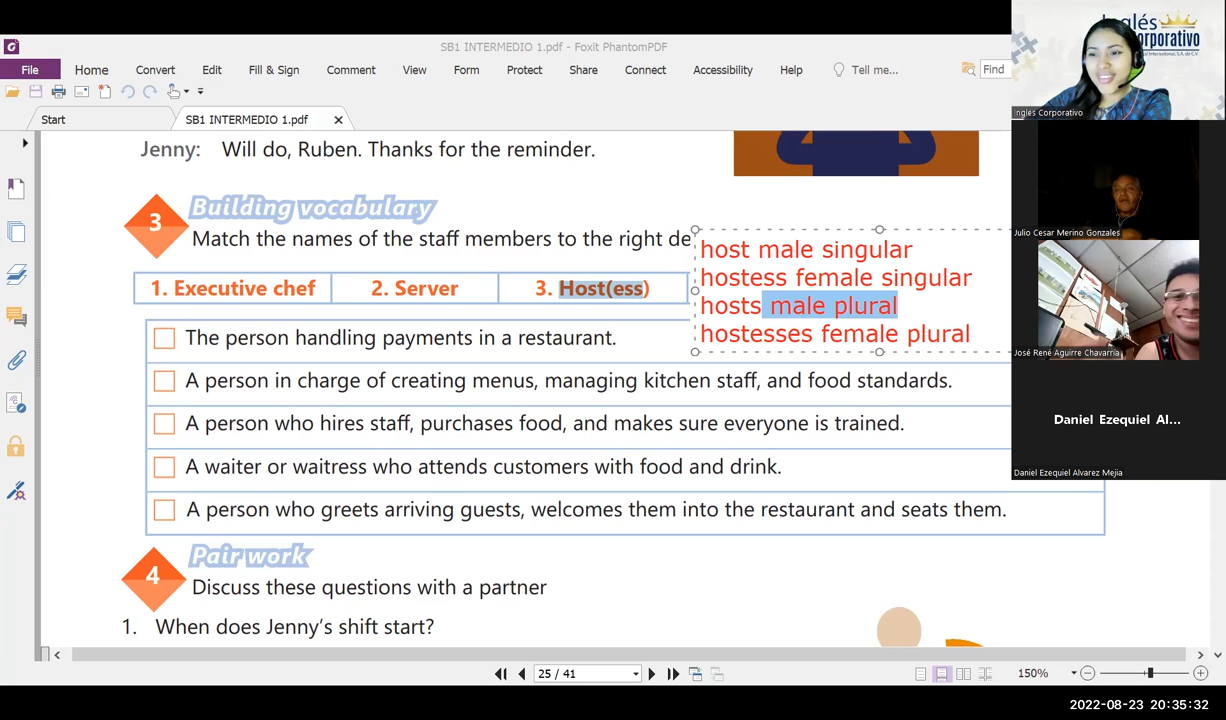 SB1 INTERMEDIO 1.pdf - Foxit PhantomPDF
File Home Convert Edit Fill & Sign Comment View Form Protect Share Connect Accessibility Help Tell me... Find
Start SB1 INTERMEDIO 1.pdf
Jenny: Will do, Ruben. Thanks for the reminder.
3 Building vocabulary
Match the names of the staff members to the right de
host male singular
hostess female singular
hosts male plural
hostesses female plural
1. Executive chef 2. Server 3. Host(ess)
The person handling payments in a restaurant.
A person in charge of creating menus, managing kitchen staff, and food standards.
A person who hires staff, purchases food, and makes sure everyone is trained.
A waiter or waitress who attends customers with food and drink.
A person who greets arriving guests, welcomes them into the restaurant and seats them.
4 Pair work
Discuss these questions with a partner
1. When does Jenny's shift start?
25 / 41
150%
Inglés Corporativo
Julio Cesar Merino Gonzales
José René Aguirre Chavarría
Daniel Ezequiel Al...
Daniel Ezequiel Alvarez Mejia
2022-08-23 20:35:32